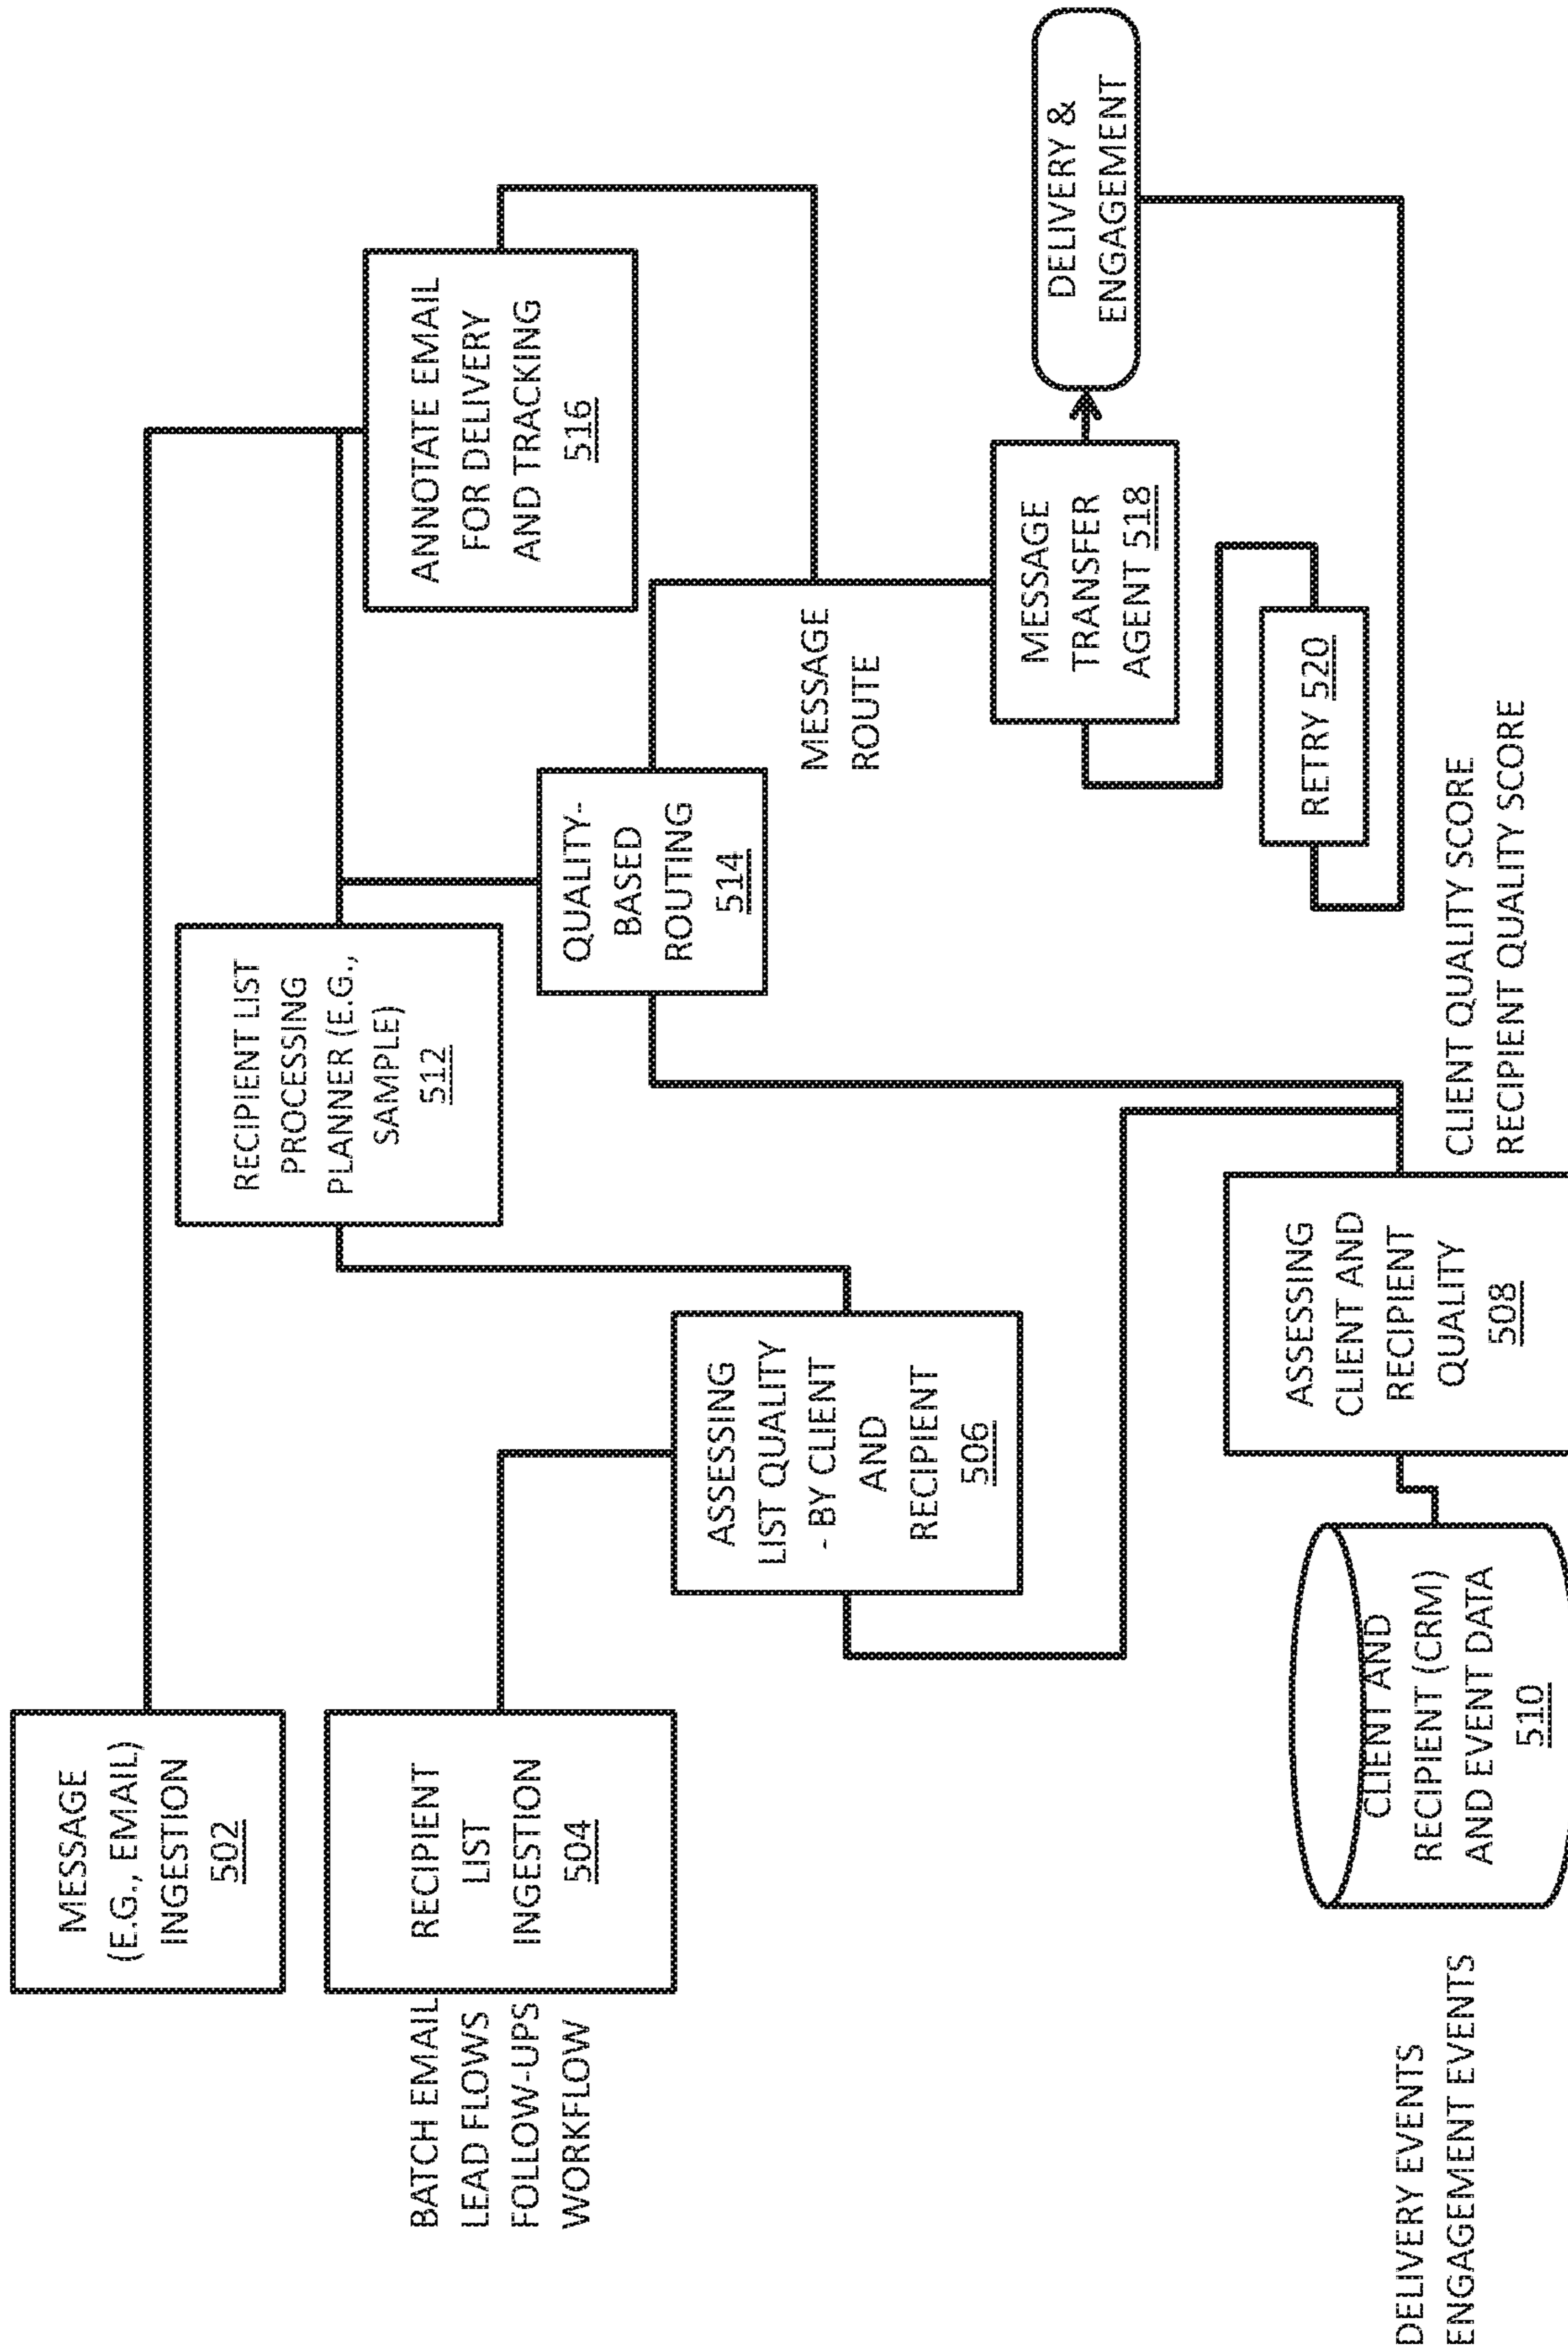 MESSAGE
(E.G., EMAIL)
INGESTION
502
BATCH EMAIL
LEAD FLOWS
FOLLOW-UPS
WORKFLOW
RECIPIENT
LIST
INGESTION
504
ASSESSING
LIST QUALITY
- BY CLIENT
AND
RECIPIENT
506
RECIPIENT LIST
PROCESSING
PLANNER (E.G.,
SAMPLE)
512
QUALITY-
BASED
ROUTING
514
ANNOTATE EMAIL
FOR DELIVERY
AND TRACKING
516
MESSAGE
ROUTE
MESSAGE
TRANSFER
AGENT 518
DELIVERY &
ENGAGEMENT
RETRY 520
DELIVERY EVENTS
ENGAGEMENT EVENTS
CLIENT AND
RECIPIENT (CRM)
AND EVENT DATA
510
ASSESSING
CLIENT AND
RECIPIENT
QUALITY
508
CLIENT QUALITY SCORE
RECIPIENT QUALITY SCORE